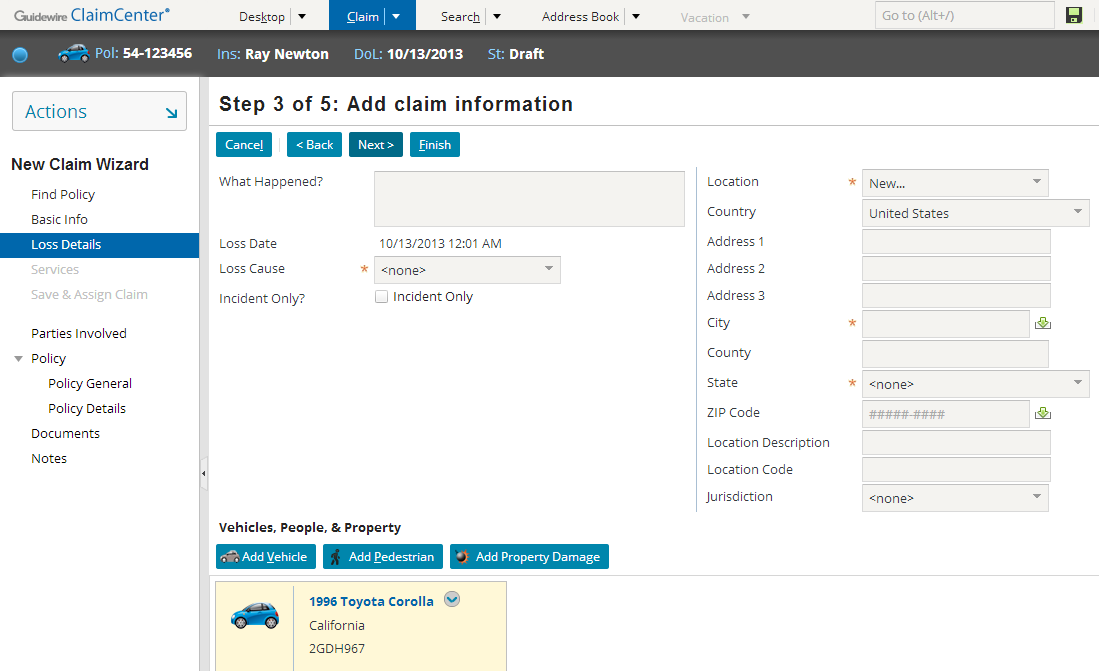 Guidewire ClaimCenter® Desktop Claim Search Address Book Vacation Go to (Alt+/)
Pol: 54-123456 Ins: Ray Newton DoL: 10/13/2013 St: Draft
Actions
New Claim Wizard
Find Policy
Basic Info
Loss Details
Services
Save & Assign Claim
Parties Involved
Policy
Policy General
Policy Details
Documents
Notes
Step 3 of 5: Add claim information
Cancel < Back Next > Finish
What Happened?
Loss Date 10/13/2013 12:01 AM
Loss Cause * <none>
Incident Only? Incident Only
Location * New...
Country United States
Address 1
Address 2
Address 3
City *
County
State * <none>
ZIP Code #####-####
Location Description
Location Code
Jurisdiction <none>
Vehicles, People, & Property
Add Vehicle Add Pedestrian Add Property Damage
1996 Toyota Corolla
California
2GDH967